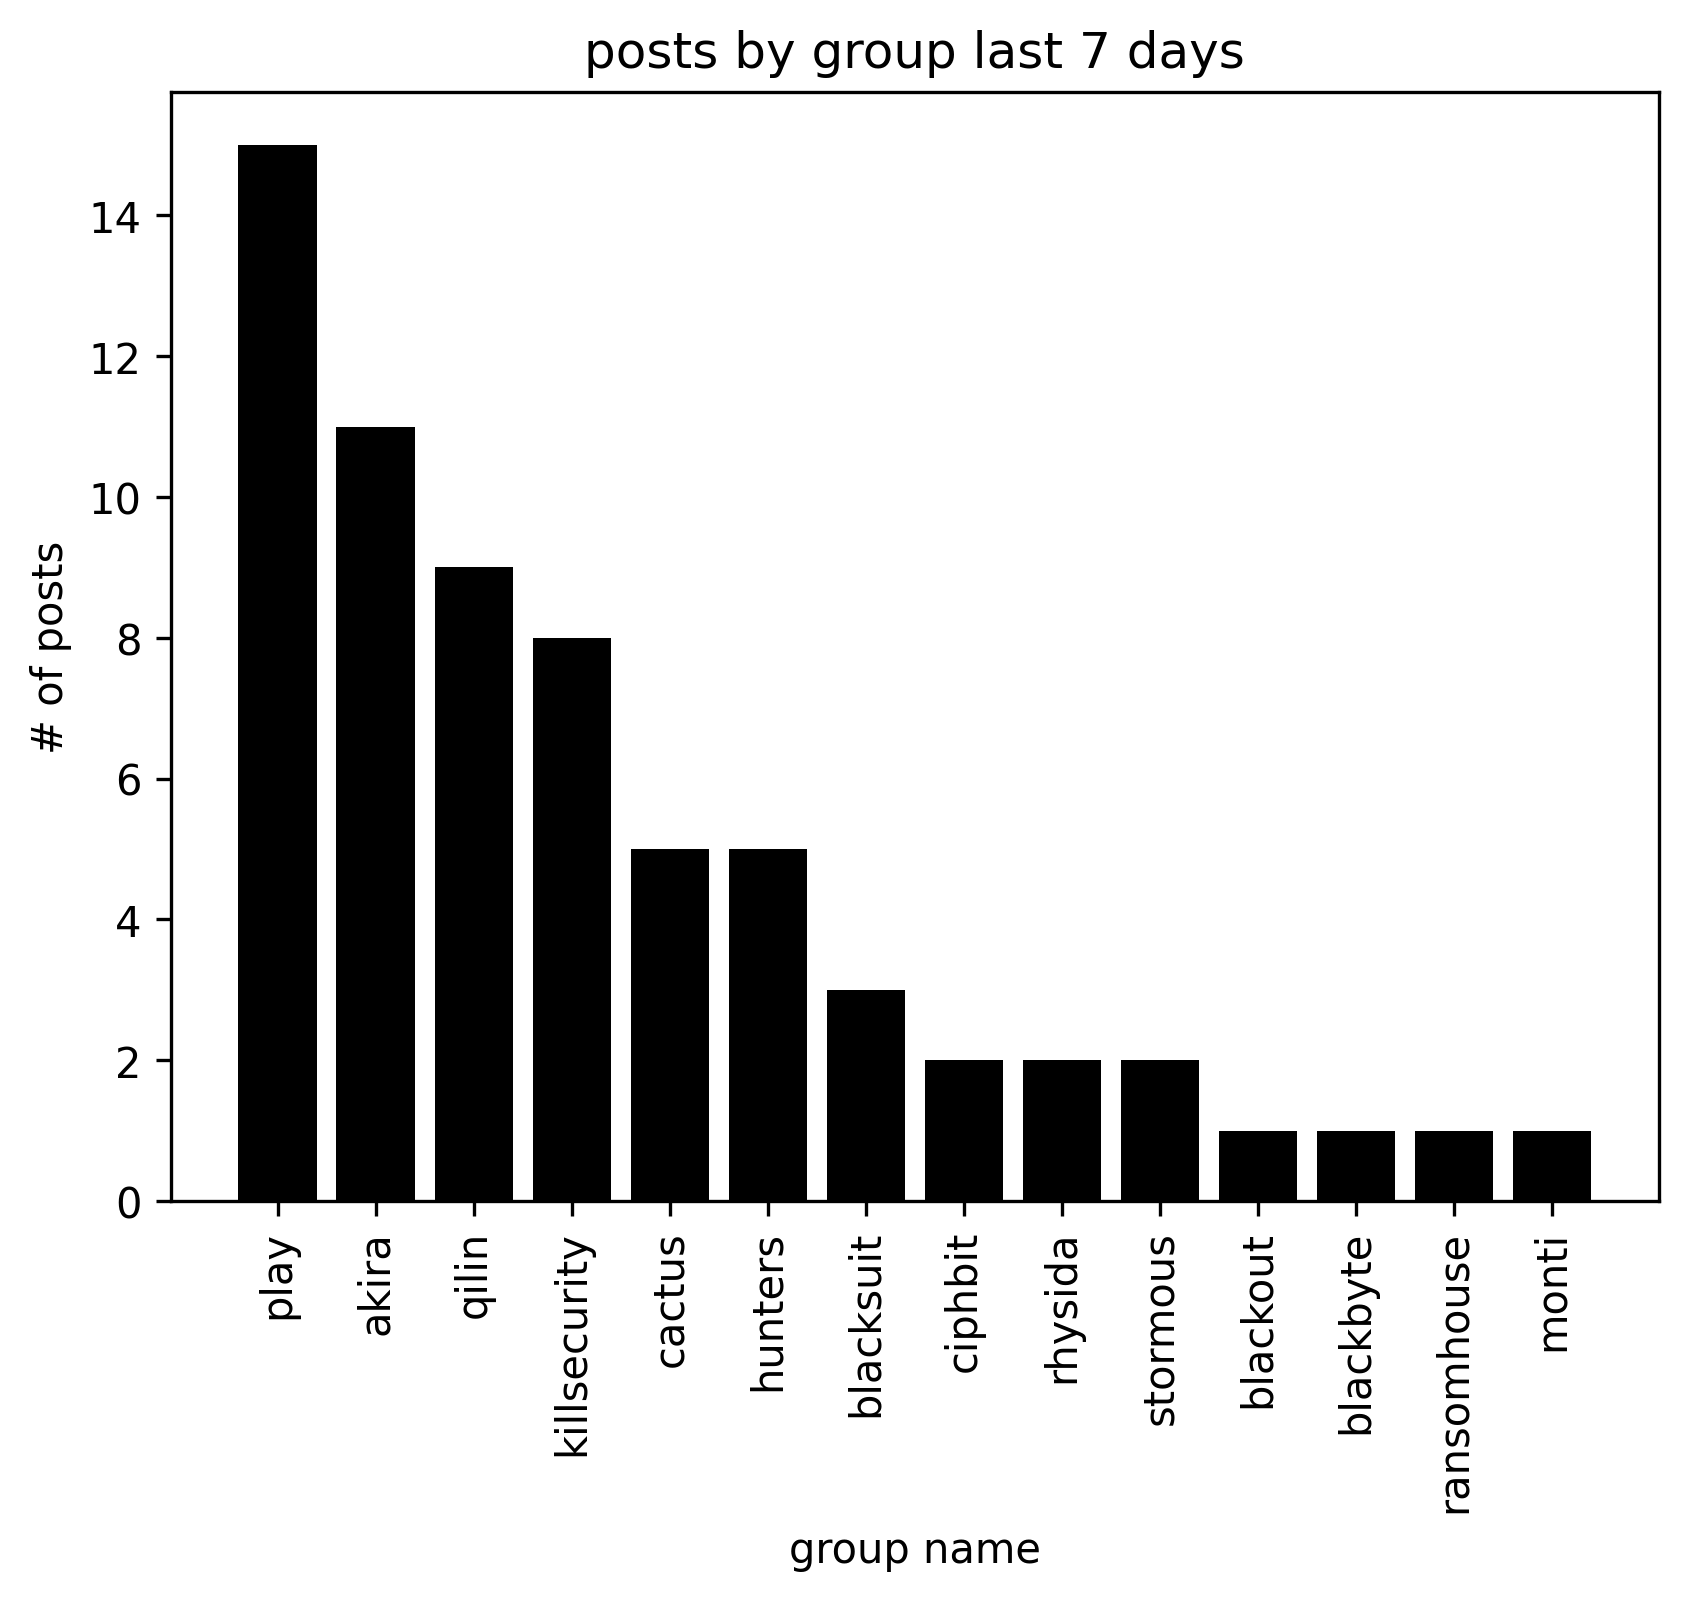 posts by group last 7 days
# of posts
14
12
10
8
6
4
2
0
play
akira
qilin
killsecurity
cactus
hunters
blacksuit
ciphbit
rhysida
stormous
blackout
blackbyte
ransomhouse
monti
group name